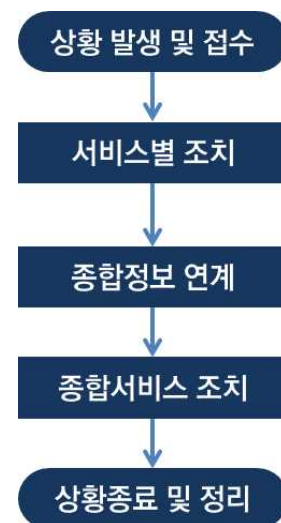 상황 발생 및 접수
서비스별 조치
종합정보 연계
종합서비스 조치
상황종료 및 정리